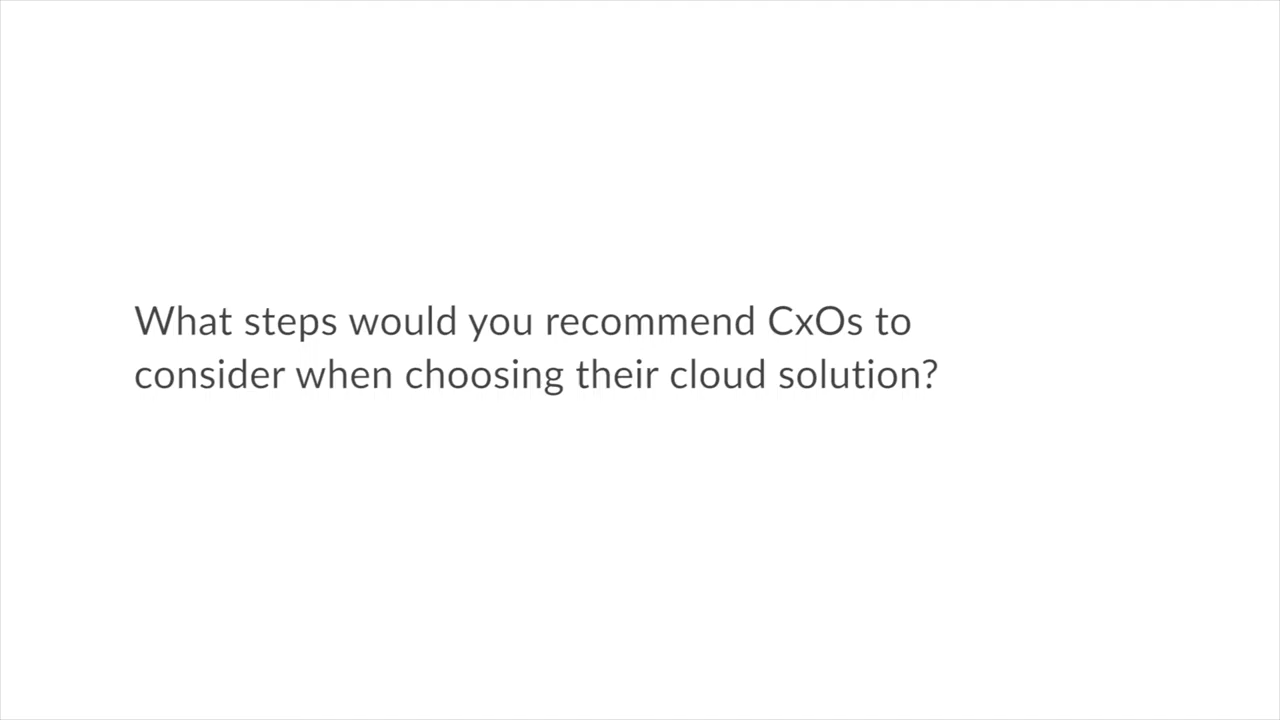 What steps would you recommend CxOs to
consider when choosing their cloud solution?